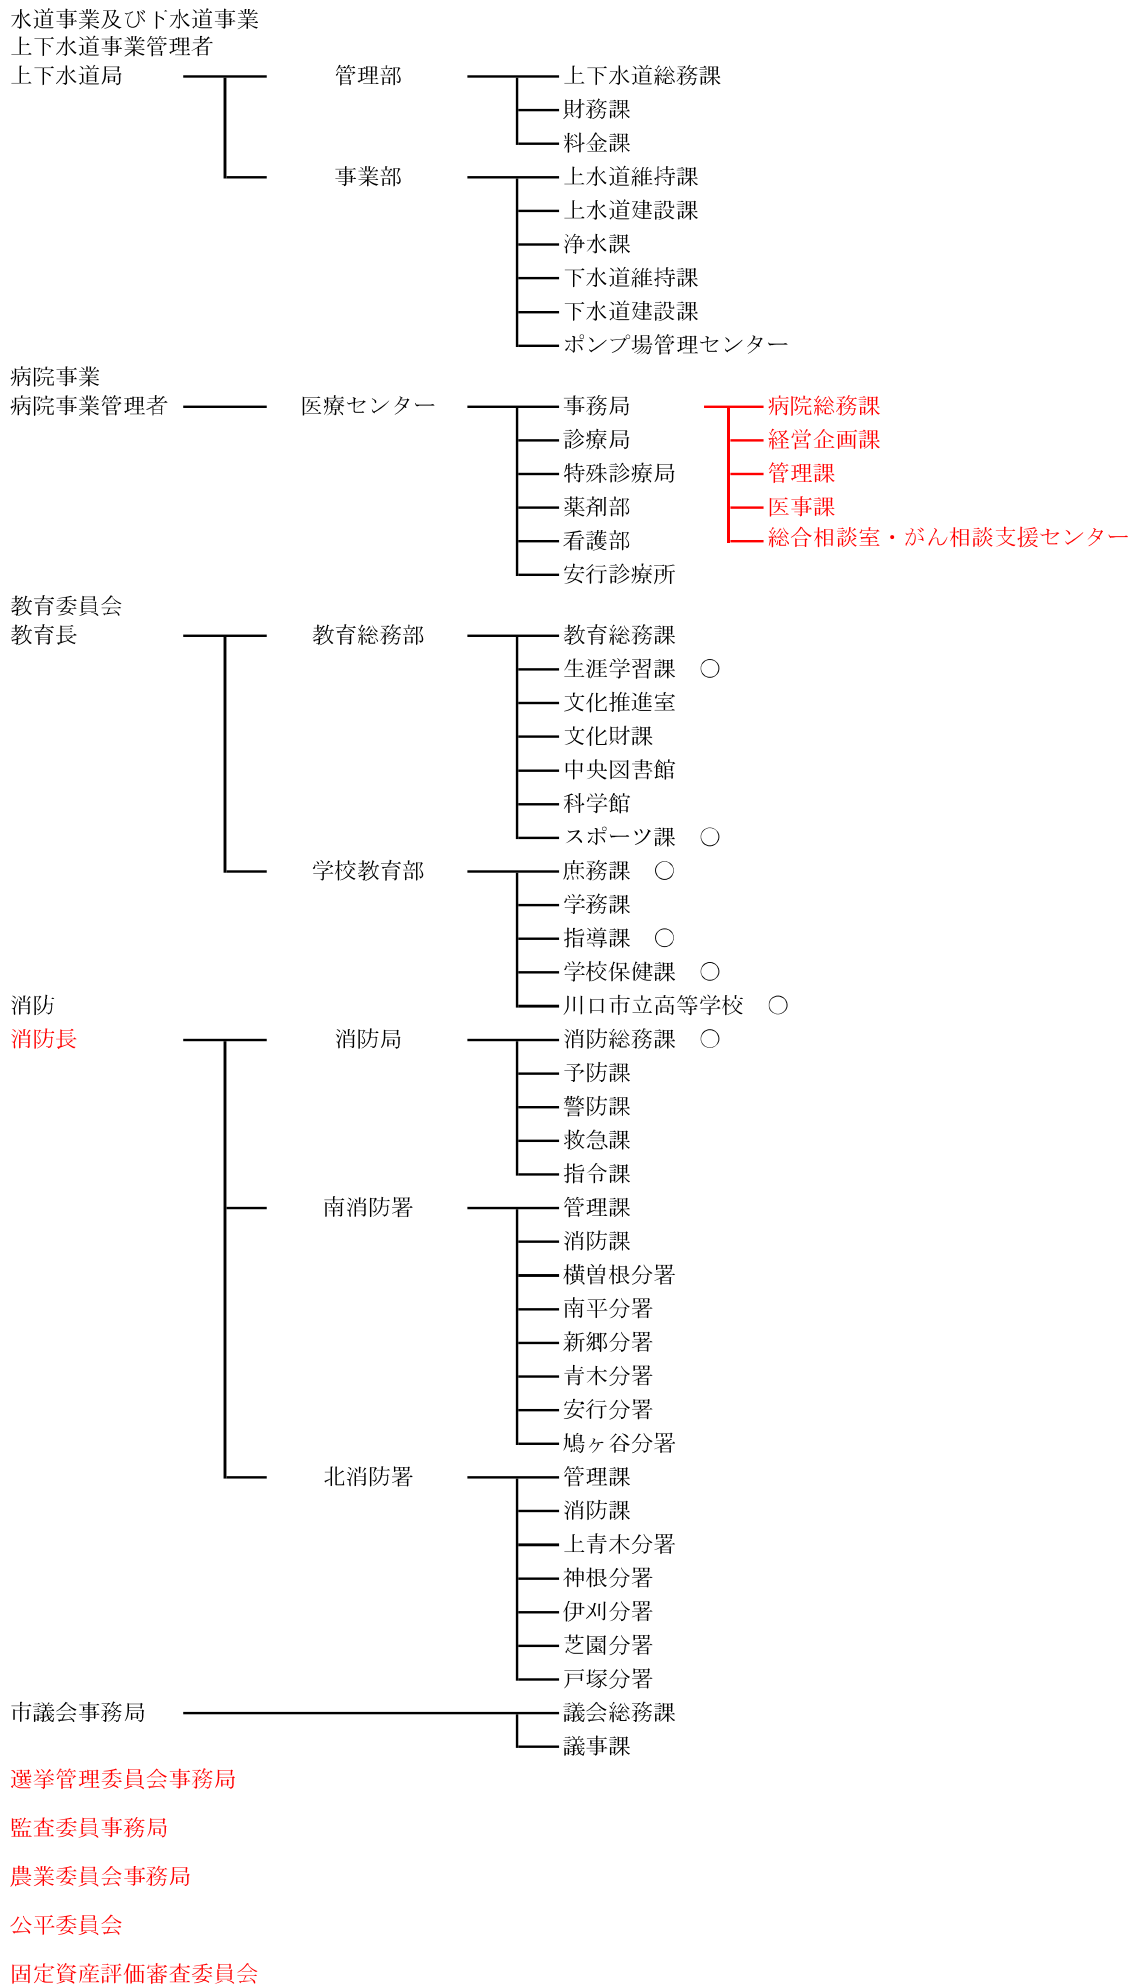 水道事業及び下水道事業
上下水道事業管理者
上下水道局 管理部 上下水道総務課
財務課
料金課
事業部 上水道維持課
上水道建設課
浄水課
下水道維持課
下水道建設課
ポンプ場管理センター
病院事業
病院事業管理者 医療センター 事務局 病院総務課
診療局 経営企画課
特殊診療局 管理課
薬剤部 医事課
看護部 総合相談室・がん相談支援センター
安行診療所
教育委員会
教育長 教育総務部 教育総務課
生涯学習課 ○
文化推進室
文化財課
中央図書館
科学館
スポーツ課 ○
学校教育部 庶務課 ○
学務課
指導課 ○
学校保健課 ○
消防 川口市立高等学校 ○
消防長 消防局 消防総務課 ○
予防課
警防課
救急課
指令課
南消防署 管理課
消防課
横曽根分署
南平分署
新郷分署
青木分署
安行分署
鳩ヶ谷分署
北消防署 管理課
消防課
上青木分署
神根分署
伊刈分署
芝園分署
戸塚分署
市議会事務局 議会総務課
議事課
選挙管理委員会事務局
監査委員事務局
農業委員会事務局
公平委員会
固定資産評価審査委員会